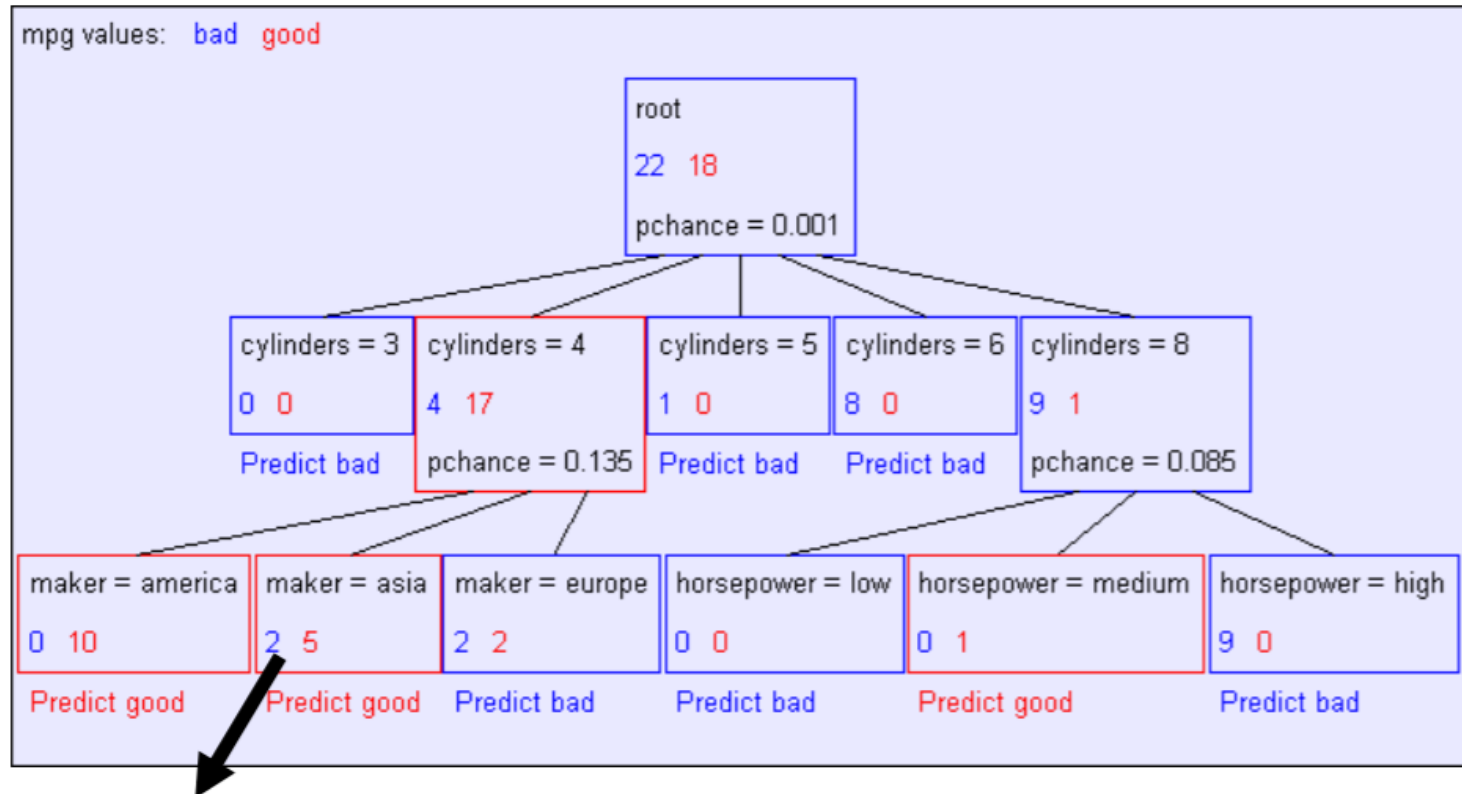 mpg values: bad good
root
22 18
pchance = 0.001
cylinders = 3 cylinders = 4 cylinders = 5 cylinders = 6 cylinders = 8
0 0 4 17 1 0 8 0 9 1
Predict bad pchance = 0.135 Predict bad Predict bad pchance = 0.085
maker = america maker = asia maker = europe horsepower = low horsepower = medium horsepower = high
0 10 2 5 2 2 0 0 0 1 9 0
Predict good Predict good Predict bad Predict bad Predict good Predict bad